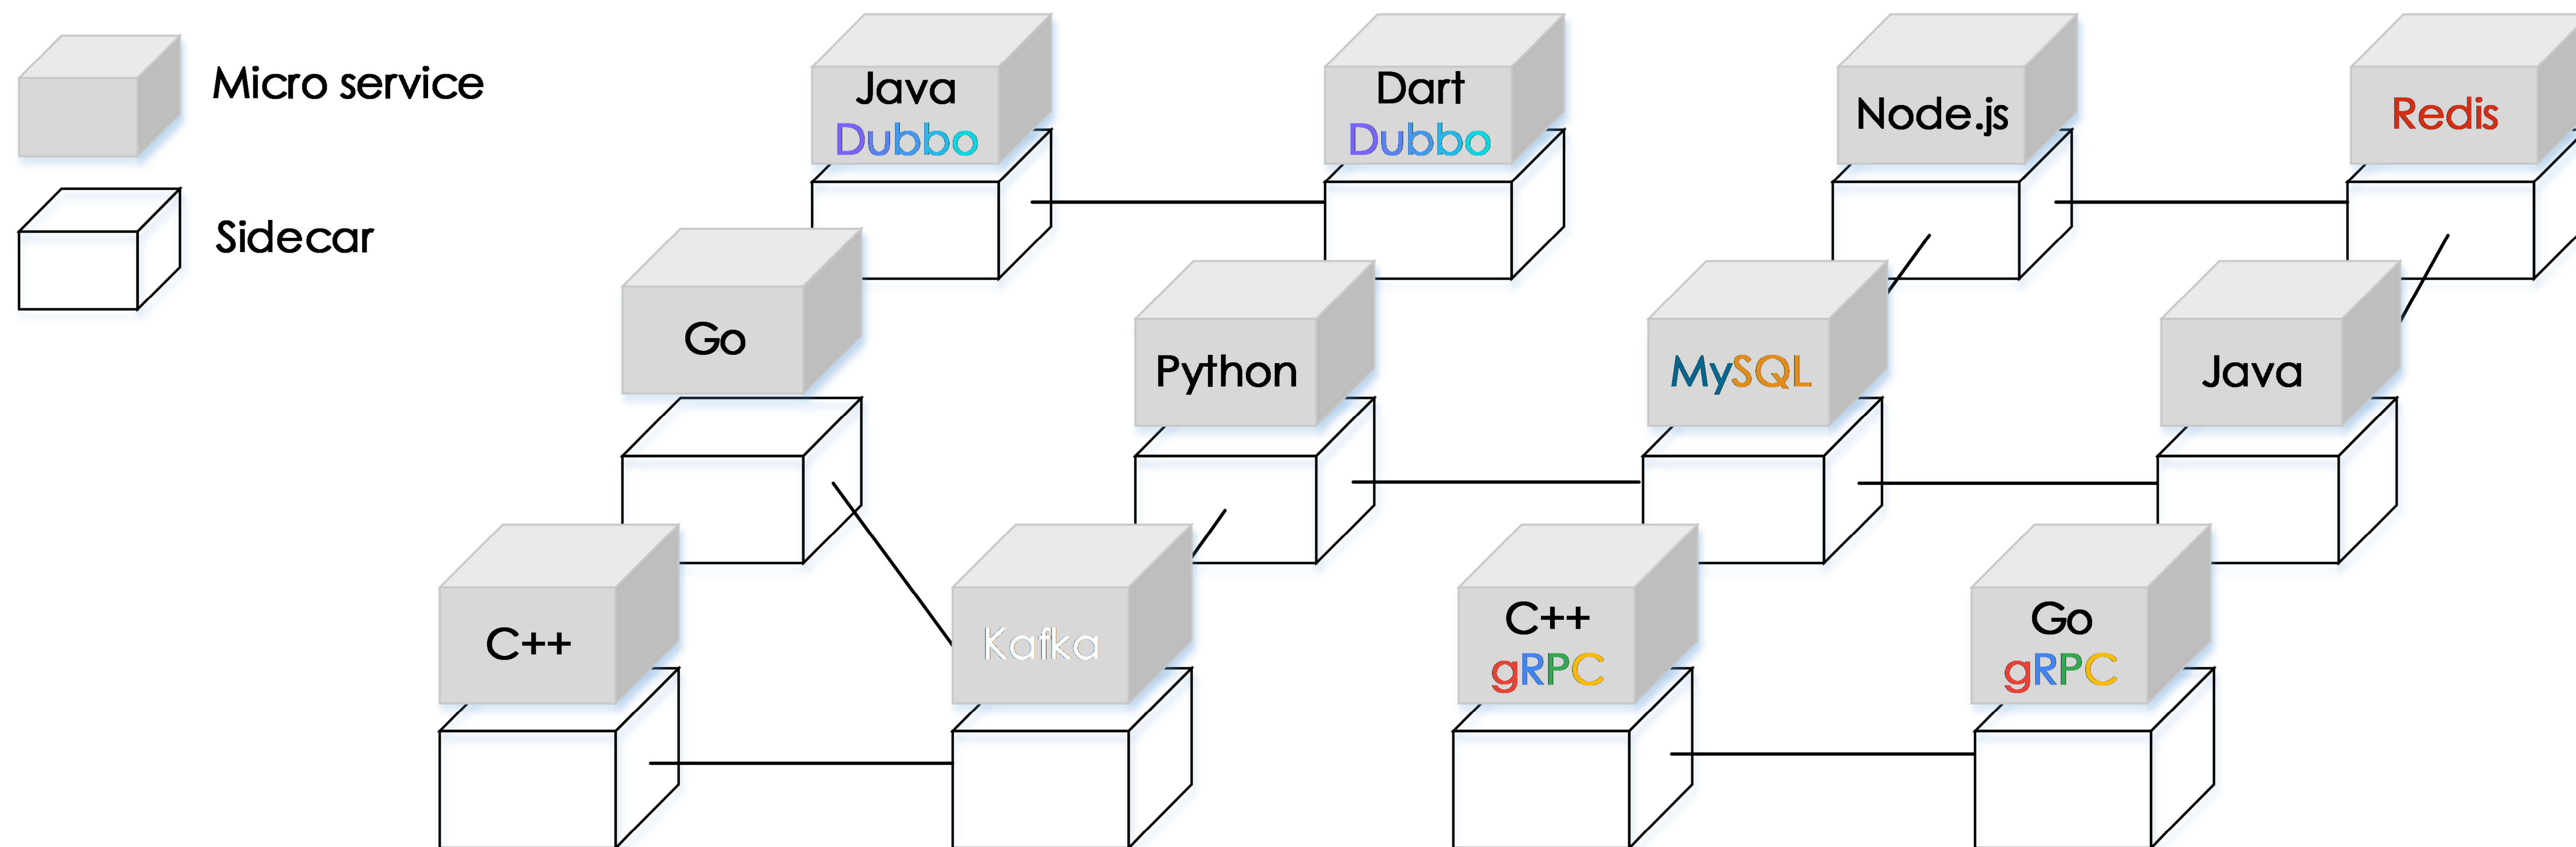 Micro service
Sidecar
Java
Dubbo
Dart
Dubbo
Node.js
Redis
Go
Python
MySQL
Java
C++
Kafka
C++
gRPC
Go
gRPC